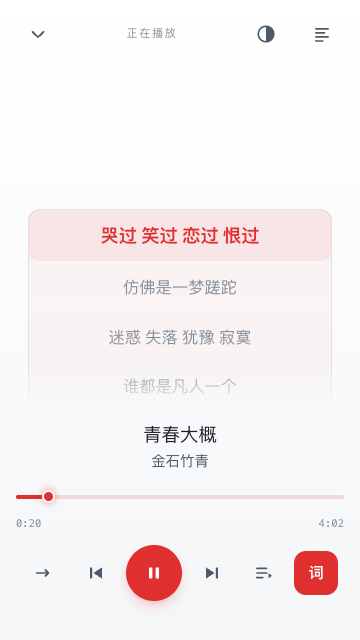 正在播放
哭过 笑过 恋过 恨过
仿佛是一梦蹉跎
迷惑 失落 犹豫 寂寞
谁都是凡人一个
青春大概
金石竹青
0:20
4:02
词